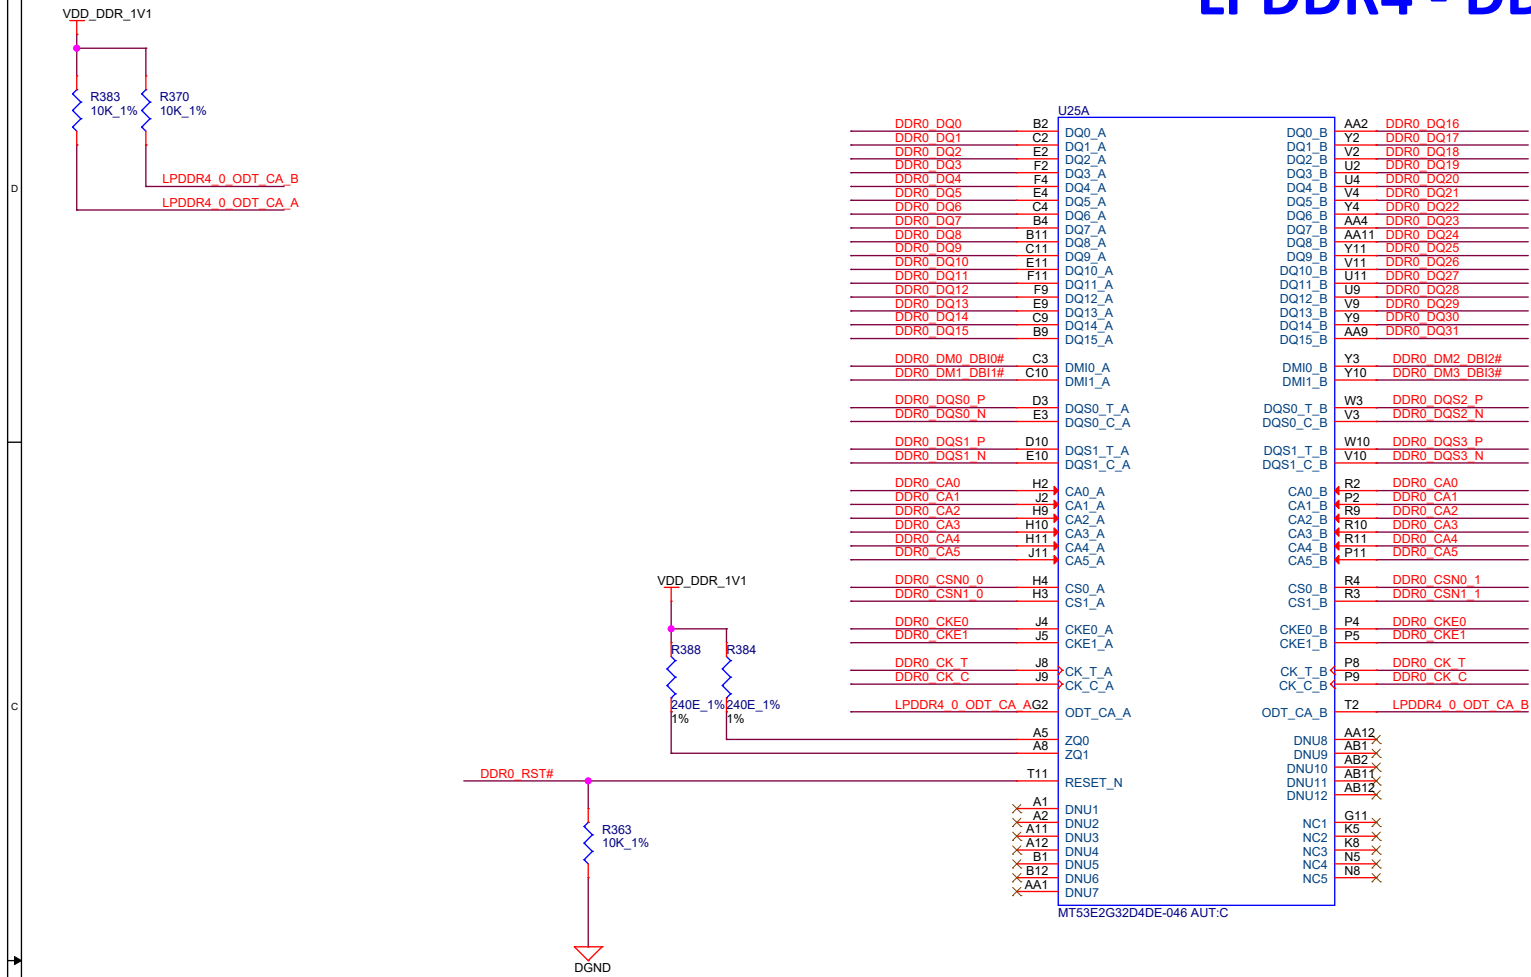 LPDDR4 - DD
VDD_DDR_1V1
R383
10K_1%
R370
10K_1%
LPDDR4_0_ODT_CA_B
LPDDR4_0_ODT_CA_A
D
C
U25A
DDR0_DQ0 B2 DQ0_A DQ0_B AA2 DDR0_DQ16
DDR0_DQ1 C2 DQ1_A DQ1_B Y2 DDR0_DQ17
DDR0_DQ2 E2 DQ2_A DQ2_B V2 DDR0_DQ18
DDR0_DQ3 F2 DQ3_A DQ3_B U2 DDR0_DQ19
DDR0_DQ4 F4 DQ4_A DQ4_B U4 DDR0_DQ20
DDR0_DQ5 E4 DQ5_A DQ5_B V4 DDR0_DQ21
DDR0_DQ6 C4 DQ6_A DQ6_B Y4 DDR0_DQ22
DDR0_DQ7 B4 DQ7_A DQ7_B AA4 DDR0_DQ23
DDR0_DQ8 B11 DQ8_A DQ8_B AA11 DDR0_DQ24
DDR0_DQ9 C11 DQ9_A DQ9_B Y11 DDR0_DQ25
DDR0_DQ10 E11 DQ10_A DQ10_B V11 DDR0_DQ26
DDR0_DQ11 F11 DQ11_A DQ11_B U11 DDR0_DQ27
DDR0_DQ12 F9 DQ12_A DQ12_B U9 DDR0_DQ28
DDR0_DQ13 E9 DQ13_A DQ13_B V9 DDR0_DQ29
DDR0_DQ14 C9 DQ14_A DQ14_B Y9 DDR0_DQ30
DDR0_DQ15 B9 DQ15_A DQ15_B AA9 DDR0_DQ31
DDR0_DM0_DBI0# C3 DMI0_A DMI0_B Y3 DDR0_DM2_DBI2#
DDR0_DM1_DBI1# C10 DMI1_A DMI1_B Y10 DDR0_DM3_DBI3#
DDR0_DQS0_P D3 DQS0_T_A DQS0_T_B W3 DDR0_DQS2_P
DDR0_DQS0_N E3 DQS0_C_A DQS0_C_B V3 DDR0_DQS2_N
DDR0_DQS1_P D10 DQS1_T_A DQS1_T_B W10 DDR0_DQS3_P
DDR0_DQS1_N E10 DQS1_C_A DQS1_C_B V10 DDR0_DQS3_N
DDR0_CA0 H2 CA0_A CA0_B R2 DDR0_CA0
DDR0_CA1 J2 CA1_A CA1_B P2 DDR0_CA1
DDR0_CA2 H9 CA2_A CA2_B R9 DDR0_CA2
DDR0_CA3 H10 CA3_A CA3_B R10 DDR0_CA3
DDR0_CA4 H11 CA4_A CA4_B R11 DDR0_CA4
DDR0_CA5 J11 CA5_A CA5_B P11 DDR0_CA5
DDR0_CSN0_0 H4 CS0_A CS0_B R4 DDR0_CSN0_1
DDR0_CSN1_0 H3 CS1_A CS1_B R3 DDR0_CSN1_1
DDR0_CKE0 J4 CKE0_A CKE0_B P4 DDR0_CKE0
DDR0_CKE1 J5 CKE1_A CKE1_B P5 DDR0_CKE1
DDR0_CK_T J8 CK_T_A CK_T_B P8 DDR0_CK_T
DDR0_CK_C J9 CK_C_A CK_C_B P9 DDR0_CK_C
LPDDR4_0_ODT_CA_A G2 ODT_CA_A ODT_CA_B T2 LPDDR4_0_ODT_CA_B
VDD_DDR_1V1
R388
240E_1%
1%
R384
240E_1%
1%
A5 ZQ0 DNU8 AA12
A8 ZQ1 DNU9 AB1
DNU10 AB2
DDR0_RST# T11 RESET_N DNU11 AB11
DNU12 AB12
A1 DNU1
A2 DNU2 NC1 G11
A11 DNU3 NC2 K5
A12 DNU4 NC3 K8
B1 DNU5 NC4 N5
B12 DNU6 NC5 N8
AA1 DNU7
MT53E2G32D4DE-046 AUT:C
R363
10K_1%
DGND